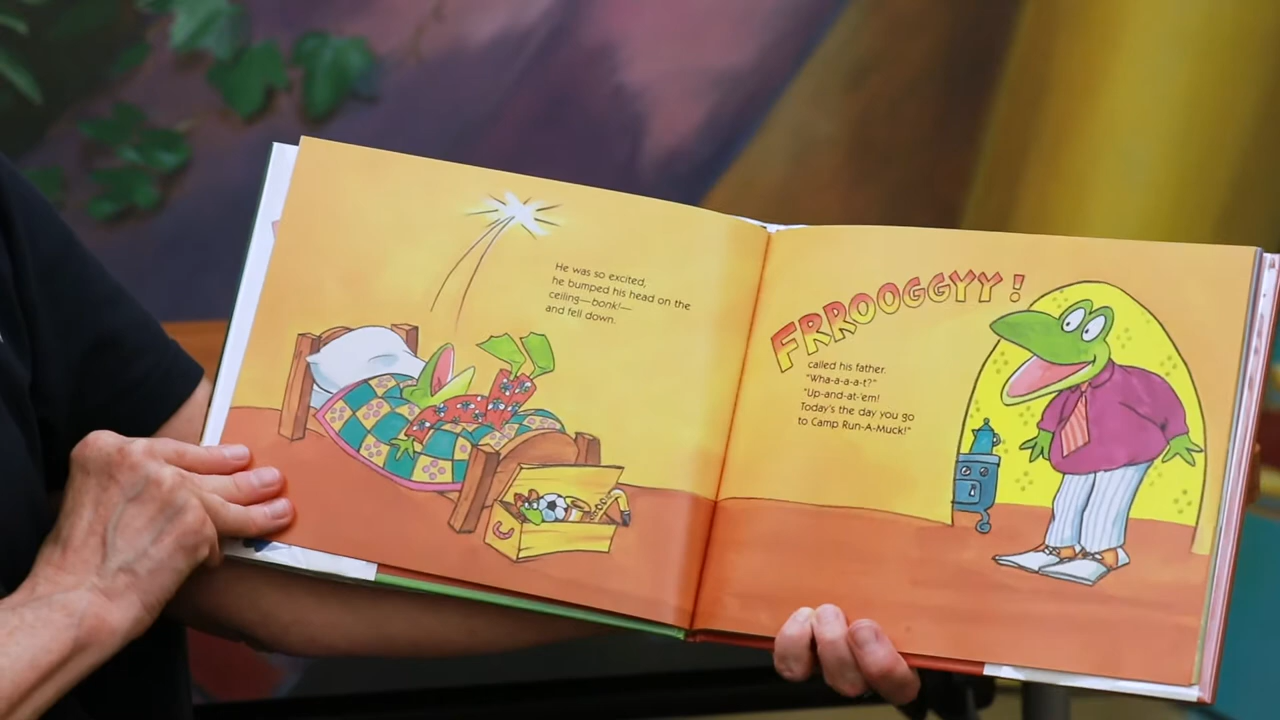 He was so excited,
he bumped his head on the
ceiling—bonk!—
and fell down.
FRROOGGYY!
called his father.
"Wha-a-a-a-t?"
"Up-and-at-'em!
Today's the day you go
to Camp Run-A-Muck!"